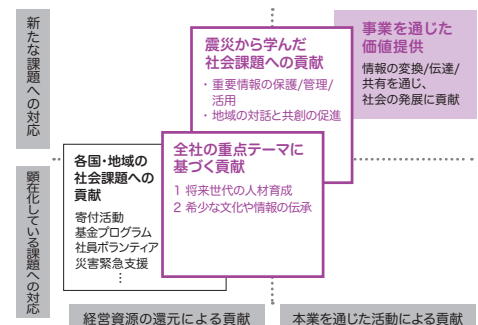 新たな課題への対応
顕在化している課題への対応
震災から学んだ
社会課題への貢献
・重要情報の保護/管理/
活用
・地域の対話と共創の促進
事業を通じた
価値提供
情報の変換/伝達/
共有を通じ、
社会の発展に貢献
各国・地域の
社会課題への
貢献
寄付活動
基金プログラム
社員ボランティア
災害緊急支援
⋮
全社の重点テーマに
基づく貢献
1 将来世代の人材育成
2 希少な文化や情報の伝承
経営資源の還元による貢献
本業を通じた活動による貢献